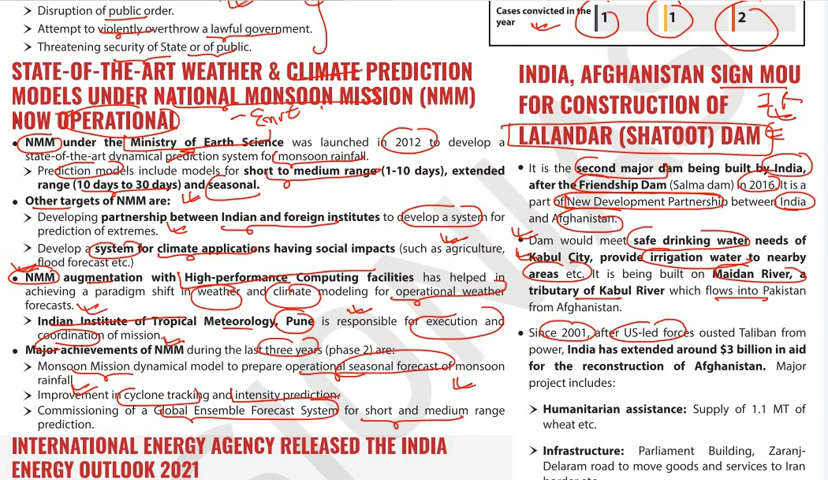 ➢ Disruption of public order.
➢ Attempt to violently overthrow a lawful government.
➢ Threatening security of State or of public.
STATE-OF-THE-ART WEATHER & CLIMATE PREDICTION
MODELS UNDER NATIONAL MONSOON MISSION (NMM)
NOW OPERATIONAL
• NMM under the Ministry of Earth Science was launched in 2012 to develop a
state-of-the-art dynamical prediction system for monsoon rainfall.
➢ Prediction models include models for short to medium range (1-10 days), extended
range (10 days to 30 days) and seasonal.
• Other targets of NMM are:
➢ Developing partnership between Indian and foreign institutes to develop a system for
prediction of extremes.
➢ Develop a system for climate applications having social impacts (such as agriculture,
flood forecast etc.)
• NMM augmentation with High-performance Computing facilities has helped in
achieving a paradigm shift in weather and climate modeling for operational weather
forecasts.
➢ Indian Institute of Tropical Meteorology, Pune is responsible for execution and
coordination of mission.
• Major achievements of NMM during the last three years (phase 2) are:
➢ Monsoon Mission dynamical model to prepare operational seasonal forecast of monsoon
rainfall
➢ Improvement in cyclone tracking and intensity prediction.
➢ Commissioning of a Global Ensemble Forecast System for short and medium range
prediction.
INTERNATIONAL ENERGY AGENCY RELEASED THE INDIA
ENERGY OUTLOOK 2021
Cases convicted in the
year
1 1 2
INDIA, AFGHANISTAN SIGN MOU
FOR CONSTRUCTION OF
LALANDAR (SHATOOT) DAM
• It is the second major dam being built by India,
after the Friendship Dam (Salma dam) in 2016. It is a
part of New Development Partnership between India
and Afghanistan.
• Dam would meet safe drinking water needs of
Kabul City, provide irrigation water to nearby
areas etc. It is being built on Maidan River, a
tributary of Kabul River which flows into Pakistan
from Afghanistan.
• Since 2001, after US-led forces ousted Taliban from
power, India has extended around $3 billion in aid
for the reconstruction of Afghanistan. Major
project includes:
➢ Humanitarian assistance: Supply of 1.1 MT of
wheat etc.
➢ Infrastructure: Parliament Building, Zaranj-
Delaram road to move goods and services to Iran